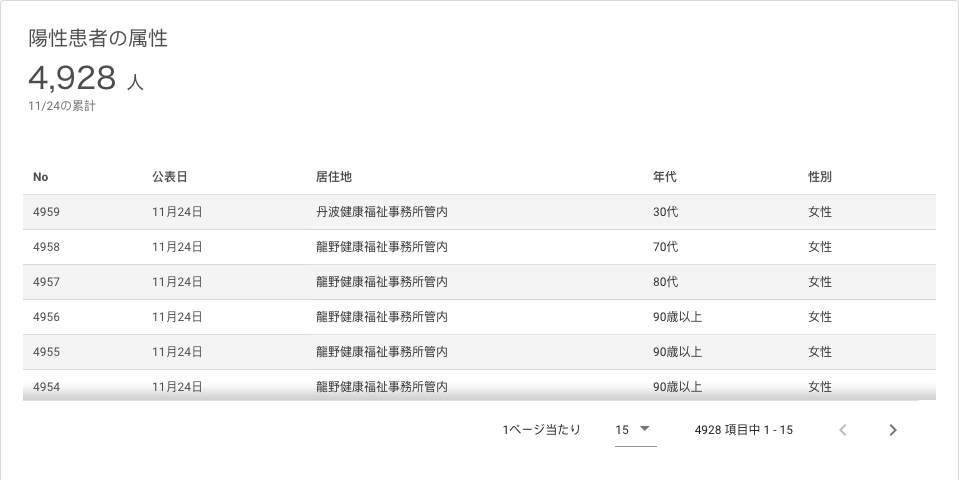 陽性患者の属性
4,928 人
11/24の累計
No 公表日 居住地 年代 性別
4959 11月24日 丹波健康福祉事務所管内 30代 女性
4958 11月24日 龍野健康福祉事務所管内 70代 女性
4957 11月24日 龍野健康福祉事務所管内 80代 女性
4956 11月24日 龍野健康福祉事務所管内 90歳以上 女性
4955 11月24日 龍野健康福祉事務所管内 90歳以上 女性
4954 11月24日 龍野健康福祉事務所管内 90歳以上 女性
1ページ当たり 15 4928 項目中 1 - 15